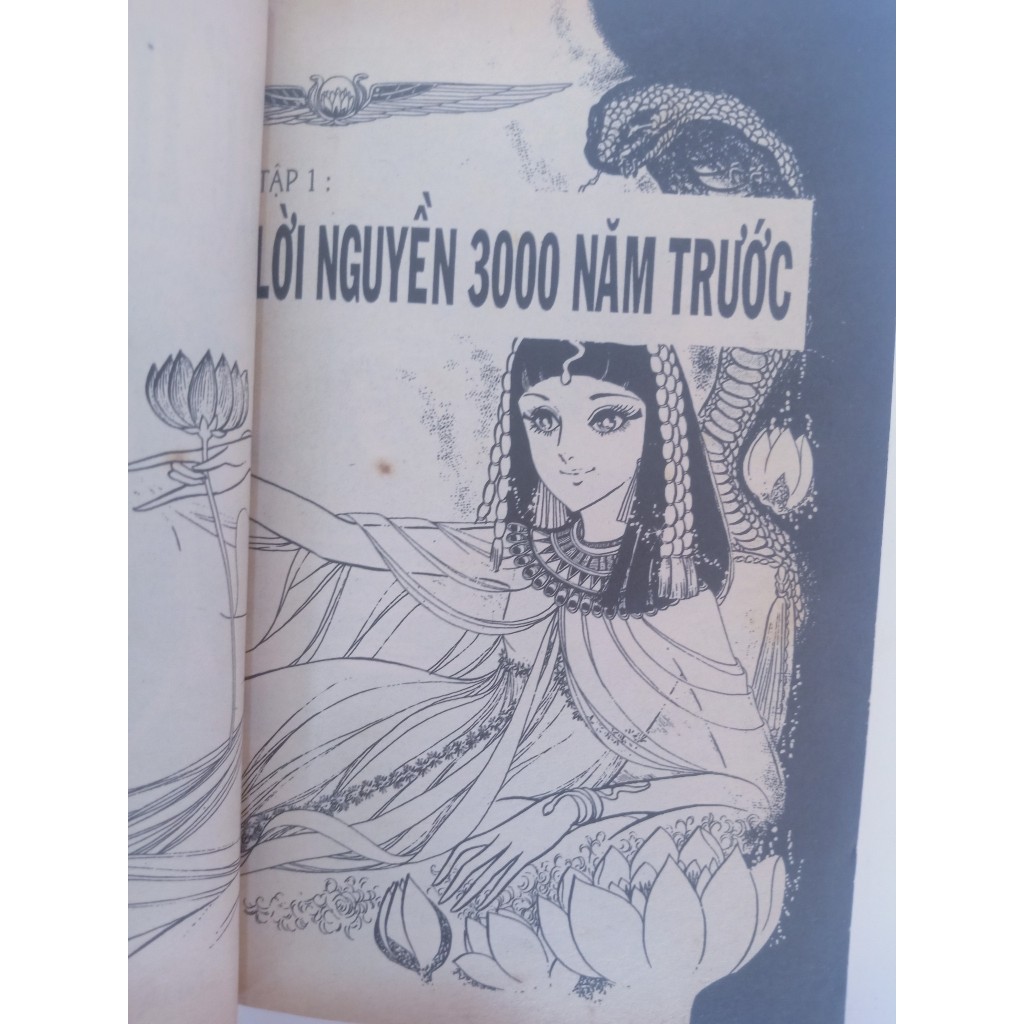 TẬP 1 :
LỜI NGUYỀN 3000 NĂM TRƯỚC